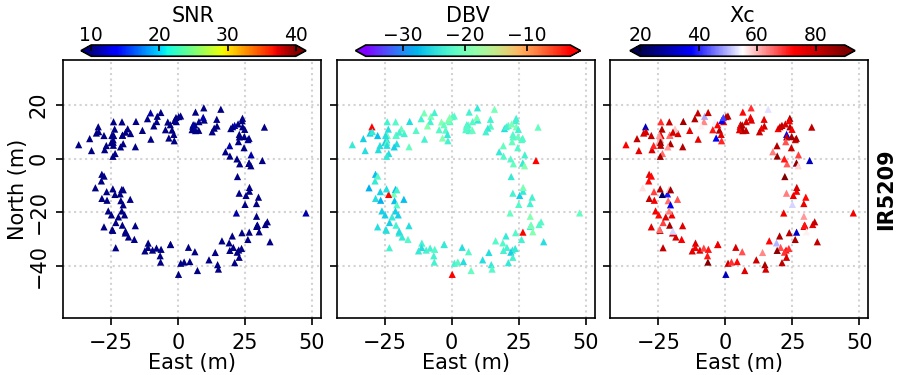 SNR DBV Xc
10 20 30 40 −30 −20 −10 20 40 60 80
20
0
−20
−40
North (m)
IR5209
−25 0 25 50 −25 0 25 50 −25 0 25 50
East (m) East (m) East (m)